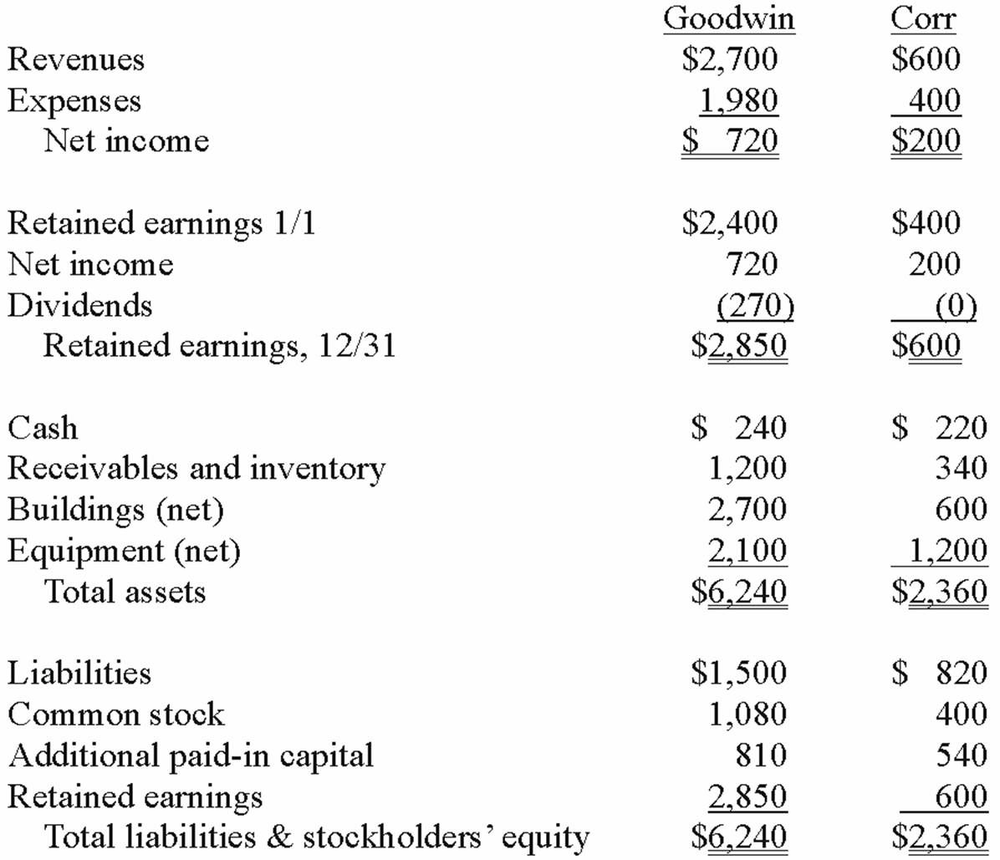 Goodwin Corr
Revenues $2,700 $600
Expenses 1,980 400
Net income $ 720 $200
Retained earnings 1/1 $2,400 $400
Net income 720 200
Dividends (270) (0)
Retained earnings, 12/31 $2,850 $600
Cash $ 240 $ 220
Receivables and inventory 1,200 340
Buildings (net) 2,700 600
Equipment (net) 2,100 1,200
Total assets $6,240 $2,360
Liabilities $1,500 $ 820
Common stock 1,080 400
Additional paid-in capital 810 540
Retained earnings 2,850 600
Total liabilities & stockholders’ equity $6,240 $2,360